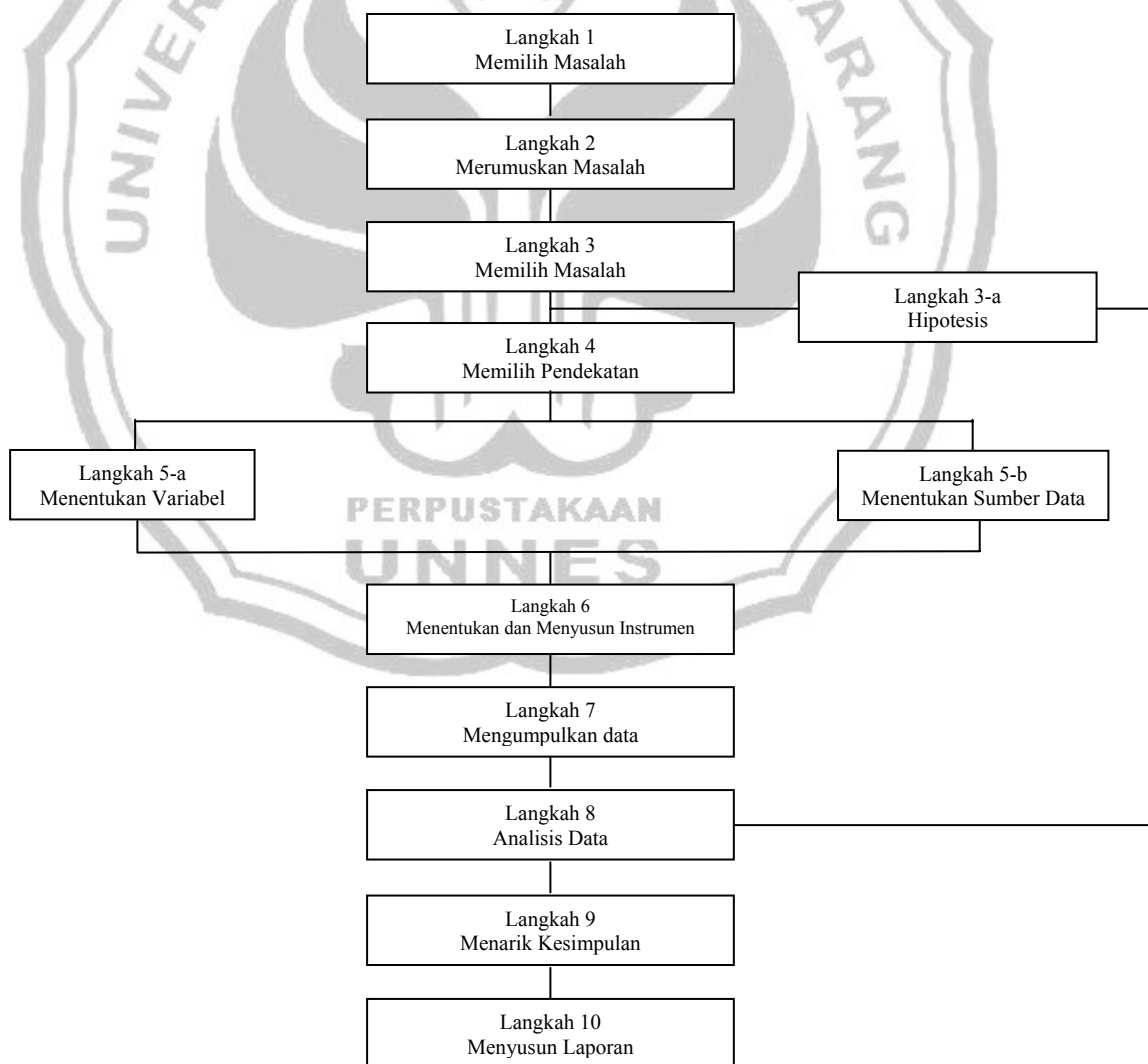 Langkah 1
Memilih Masalah
Langkah 2
Merumuskan Masalah
Langkah 3
Memilih Masalah
Langkah 3-a
Hipotesis
Langkah 4
Memilih Pendekatan
Langkah 5-a
Menentukan Variabel
Langkah 5-b
Menentukan Sumber Data
PERPUSTAKAAN
UNNES
Langkah 6
Menentukan dan Menyusun Instrumen
Langkah 7
Mengumpulkan data
Langkah 8
Analisis Data
Langkah 9
Menarik Kesimpulan
Langkah 10
Menyusun Laporan